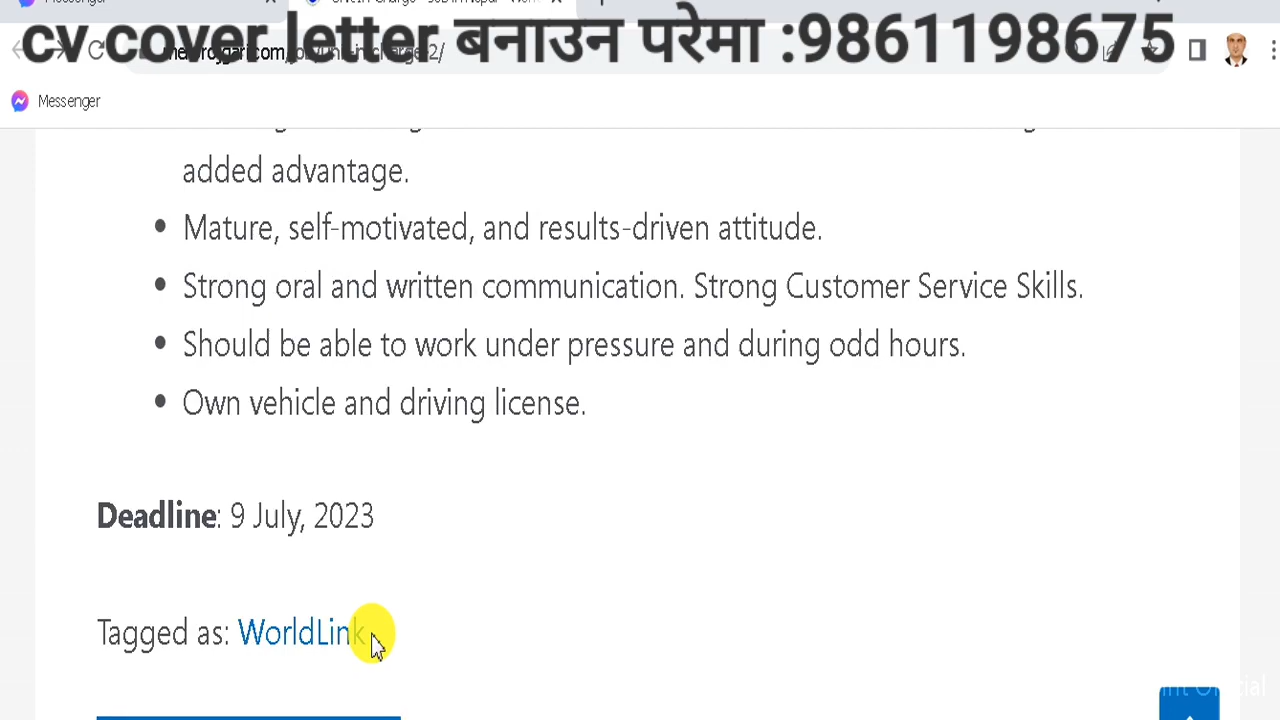 cv cover letter बनाउन परेमा :9861198675
Messenger
added advantage.
Mature, self-motivated, and results-driven attitude.
Strong oral and written communication. Strong Customer Service Skills.
Should be able to work under pressure and during odd hours.
Own vehicle and driving license.
Deadline: 9 July, 2023
Tagged as: WorldLink